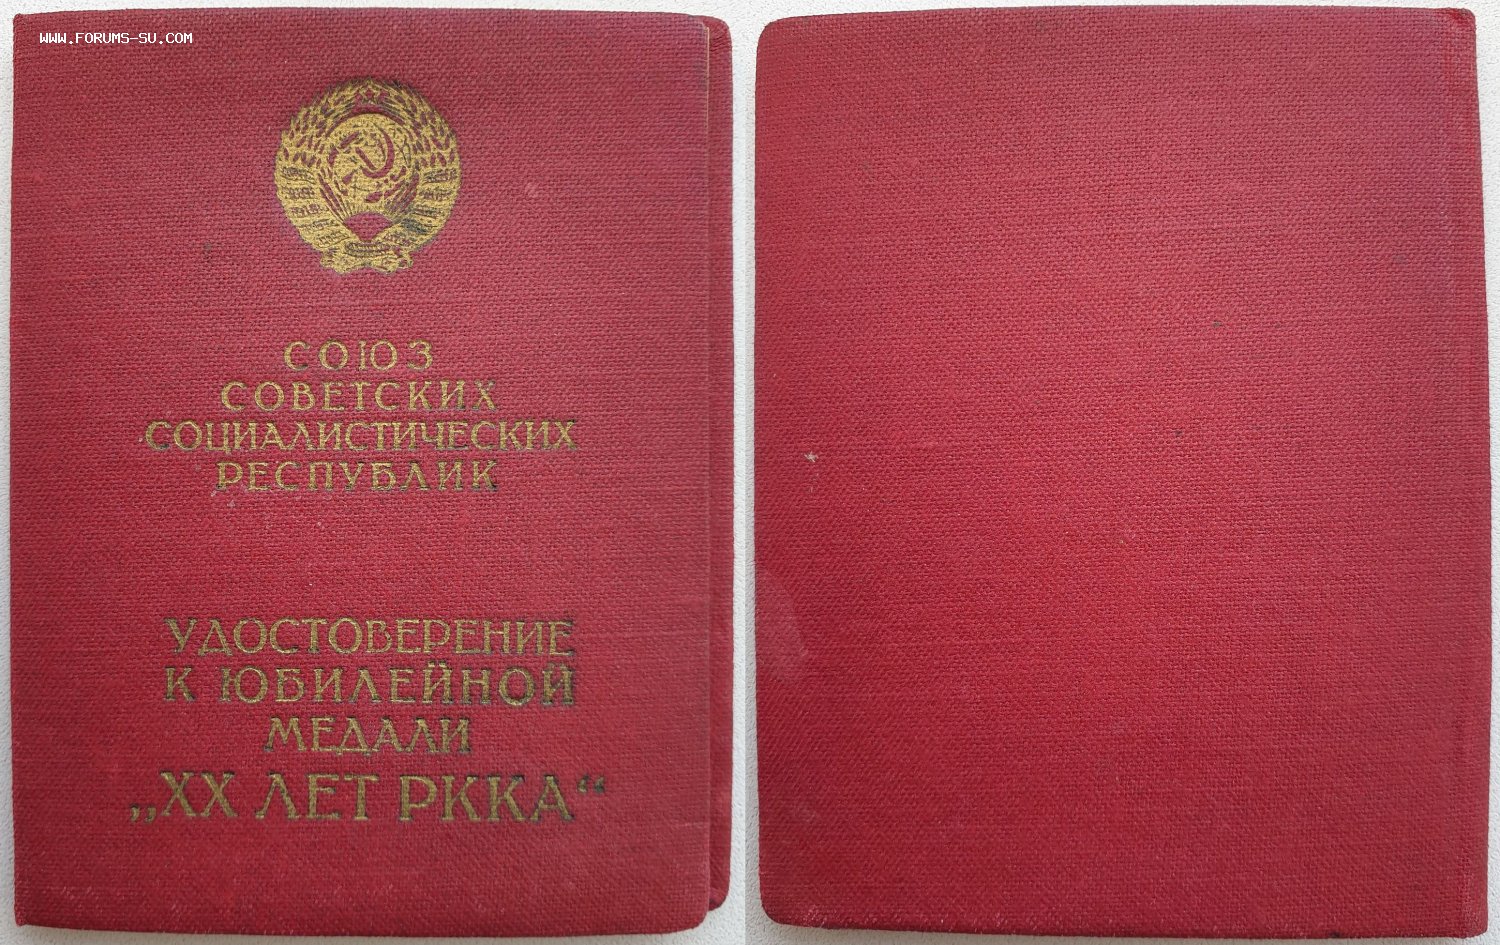 WWW.FORUMS-SU.COM
СОЮЗ
СОВЕТСКИХ
СОЦИАЛИСТИЧЕСКИХ
РЕСПУБЛИК
УДОСТОВЕРЕНИЕ
К ЮБИЛЕЙНОЙ
МЕДАЛИ
„XX ЛЕТ РККА“